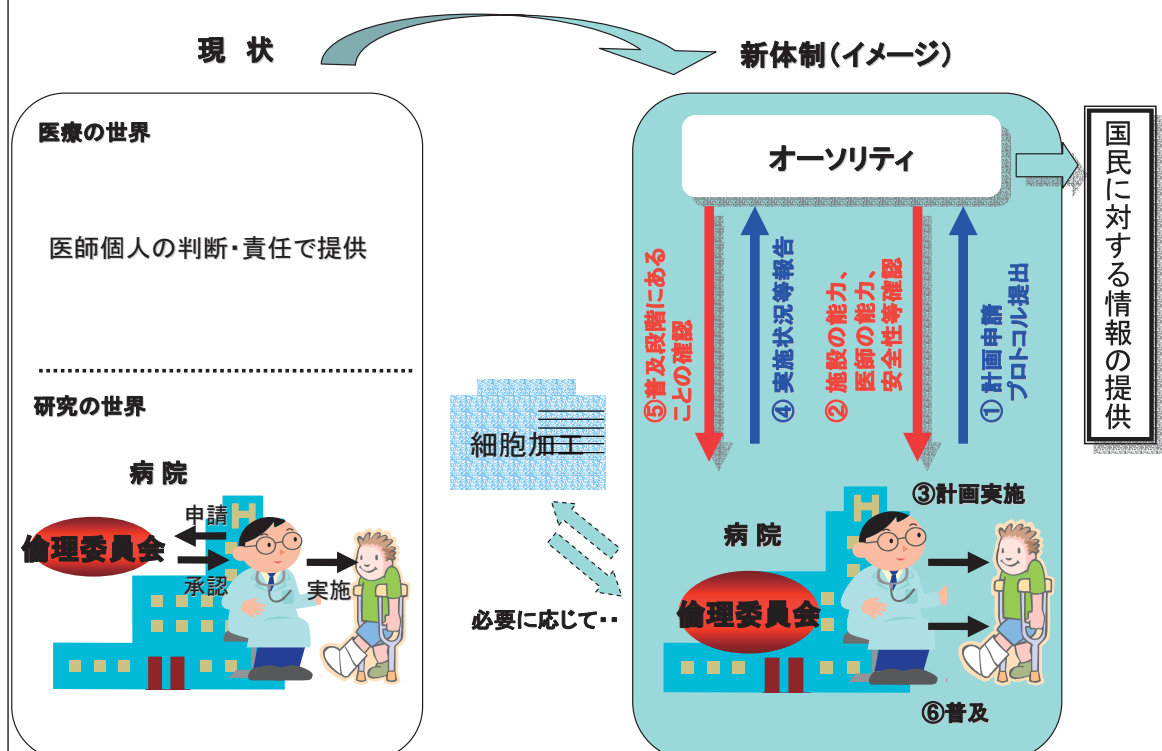 現 状
新体制(イメージ)
医療の世界
医師個人の判断・責任で提供
研究の世界
病 院
H
申請
倫理委員会
承認
実施
細胞加工
必要に応じて・・
オーソリティ
⑤普及段階にある
ことの確認
④ 実施状況等報告
② 施設の能力、
医師の能力、
安全性等確認
① 計画申請
プロトコル提出
③計画実施
病 院
倫理委員会
⑥普及
国民に対する情報の提供